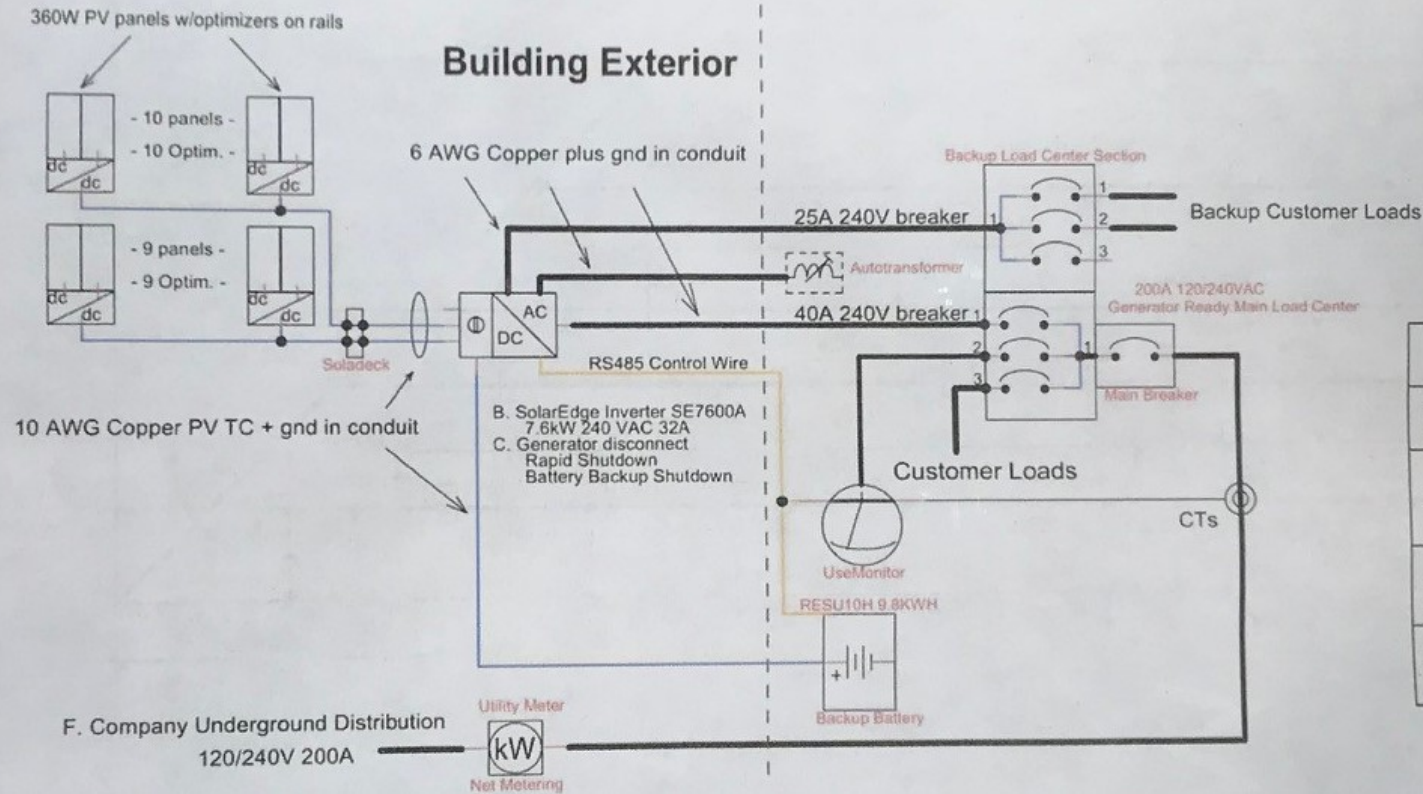 360W PV panels w/optimizers on rails
Building Exterior
- 10 panels -
- 10 Optim. -
dc
dc
dc
dc
6 AWG Copper plus gnd in conduit
Backup Load Center Section
25A 240V breaker
1
1
2
3
Backup Customer Loads
- 9 panels -
- 9 Optim. -
dc
dc
dc
dc
Autotransformer
200A 120/240VAC
Generator Ready Main Load Center
AC
DC
40A 240V breaker
1
2
3
1
Soladeck
RS485 Control Wire
Main Breaker
10 AWG Copper PV TC + gnd in conduit
B. SolarEdge Inverter SE7600A
7.6kW 240 VAC 32A
C. Generator disconnect
Rapid Shutdown
Battery Backup Shutdown
Customer Loads
CTs
UseMonitor
RESU10H 9.8KWH
+
Backup Battery
F. Company Underground Distribution
120/240V 200A
Utility Meter
kW
Net Metering